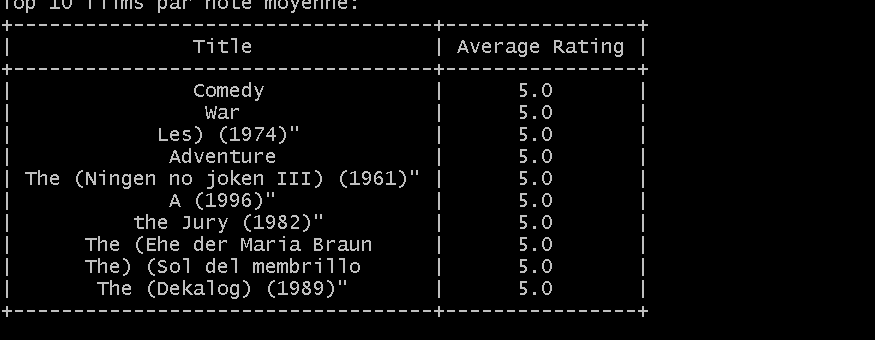 Top 10 films par note moyenne:
+------------------------------------+----------------+
| Title | Average Rating |
+------------------------------------+----------------+
| Comedy | 5.0 |
| War | 5.0 |
| Les) (1974)" | 5.0 |
| Adventure | 5.0 |
| The (Ningen no joken III) (1961)" | 5.0 |
| A (1996)" | 5.0 |
| the Jury (1982)" | 5.0 |
| The (Ehe der Maria Braun | 5.0 |
| The) (Sol del membrillo | 5.0 |
| The (Dekalog) (1989)" | 5.0 |
+------------------------------------+----------------+